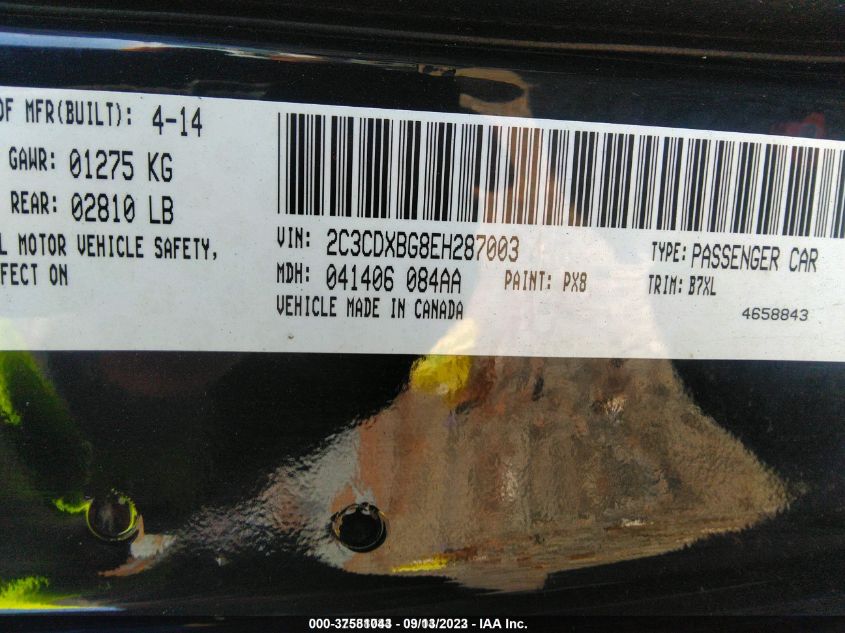 OF MFR(BUILT): 4-14
GAWR: 01275 KG
REAR: 02810 LB
L MOTOR VEHICLE SAFETY,
FECT ON
VIN: 2C3CDXBG8EH287003
TYPE: PASSENGER CAR
MDH: 041406 084AA PAINT: PX8 TRIM: B7XL
VEHICLE MADE IN CANADA
4658843
09/13/2023 - IAA Inc.